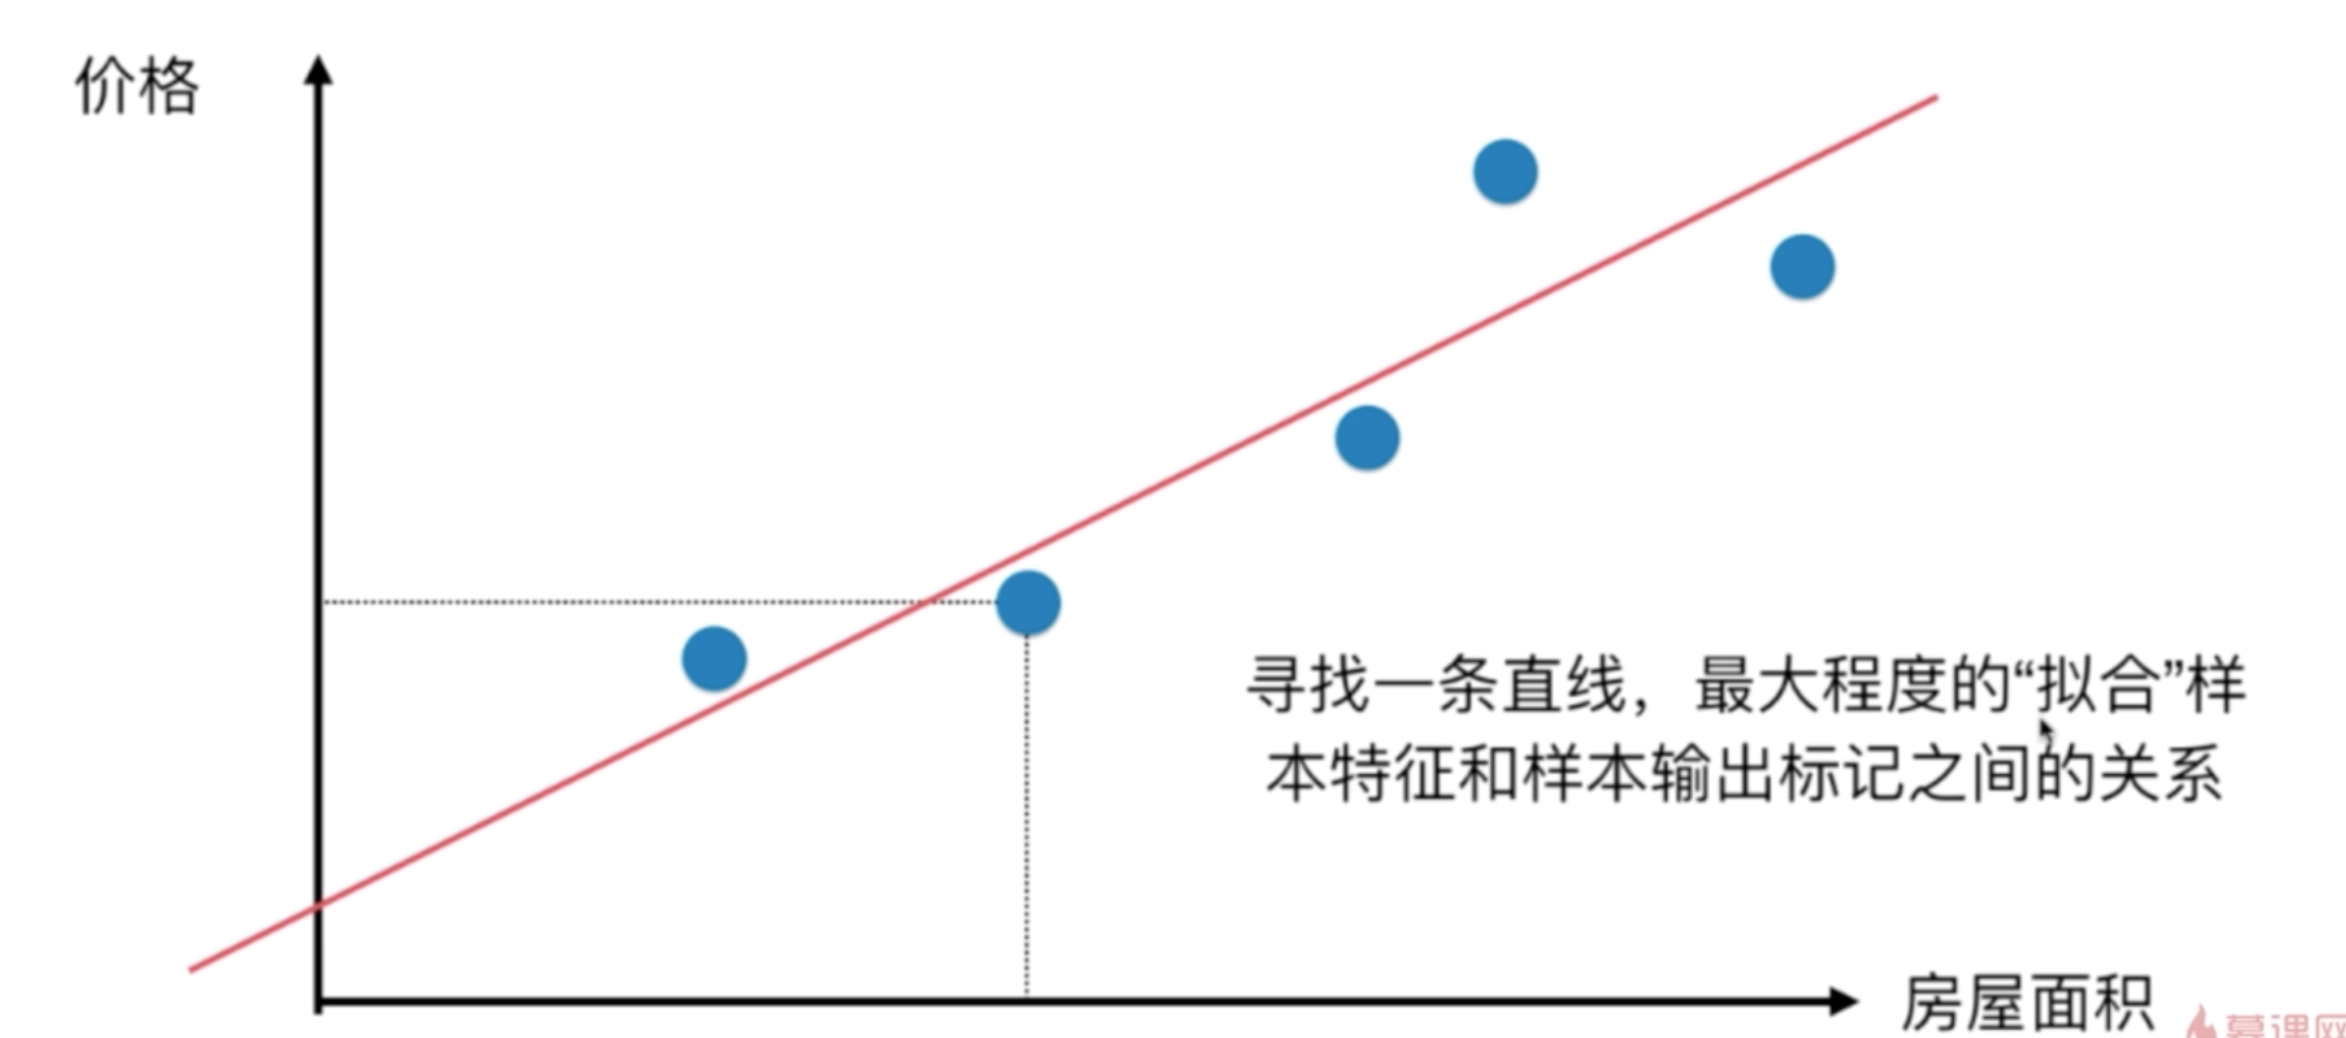 价格
寻找一条直线，最大程度的“拟合”样
本特征和样本输出标记之间的关系
房屋面积
慕课网